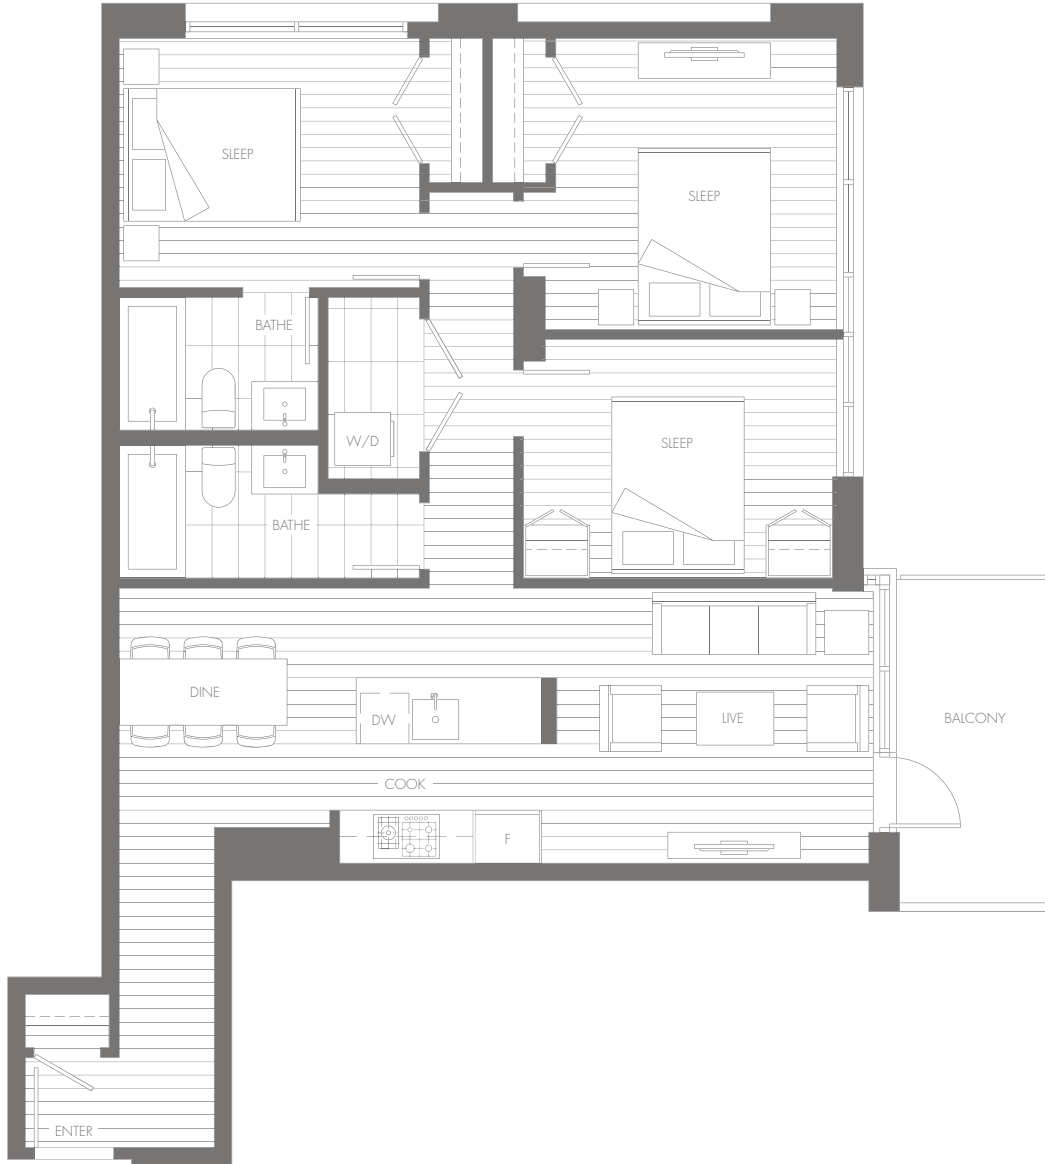 SLEEP
SLEEP
BATHE
W/D
SLEEP
BATHE
DINE
DW
LIVE
BALCONY
COOK
F
ENTER